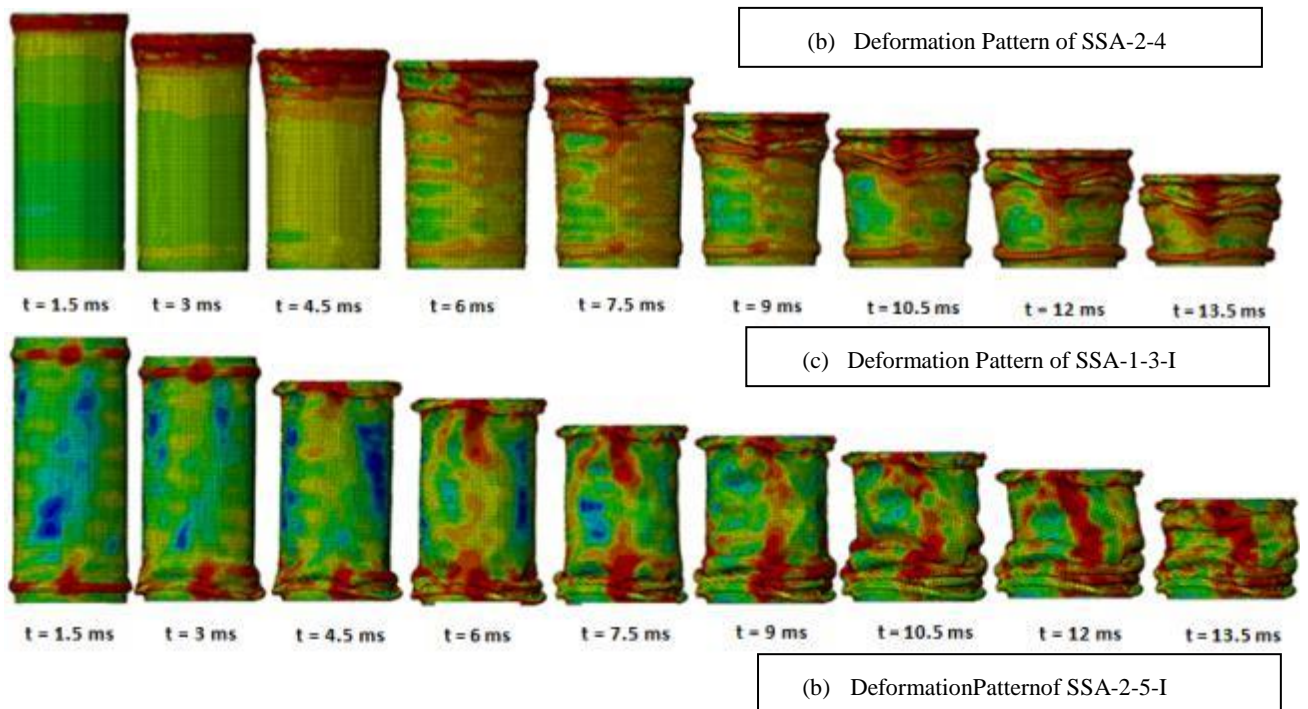 (b) Deformation Pattern of SSA-2-4
t = 1.5 ms t = 3 ms t = 4.5 ms t = 6 ms t = 7.5 ms t = 9 ms t = 10.5 ms t = 12 ms t = 13.5 ms
(c) Deformation Pattern of SSA-1-3-I
t = 1.5 ms t = 3 ms t = 4.5 ms t = 6 ms t = 7.5 ms t = 9 ms t = 10.5 ms t = 12 ms t = 13.5 ms
(b) DeformationPatternof SSA-2-5-I